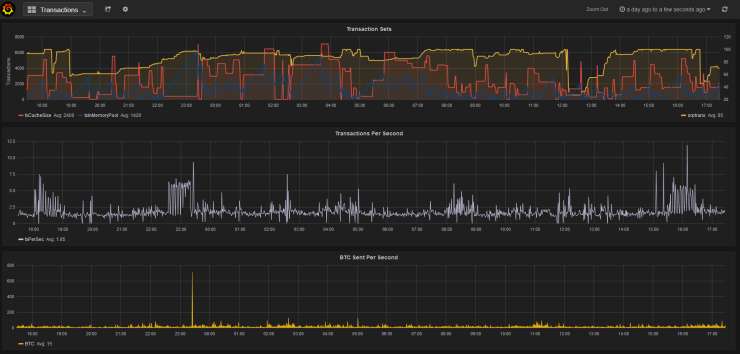 Transactions
Zoom Out
a day ago to a few seconds ago
Transaction Sets
8000
6000
4000
2000
0
Transactions
120
100
80
60
40
20
18:00 19:00 20:00 21:00 22:00 23:00 00:00 01:00 02:00 03:00 04:00 05:00 06:00 07:00 08:00 09:00 10:00 11:00 12:00 13:00 14:00 15:00 16:00 17:00
txCacheSize Avg: 2488
orphans Avg: 85
Transactions Per Second
12.5
10.0
7.5
5.0
2.5
0
18:00 19:00 20:00 21:00 22:00 23:00 00:00 01:00 02:00 03:00 04:00 05:00 06:00 07:00 08:00 09:00 10:00 11:00 12:00 13:00 14:00 15:00 16:00 17:00
txPerSec Avg: 1.85
BTC Sent Per Second
800
600
400
200
0
18:00 19:00 20:00 21:00 22:00 23:00 00:00 01:00 02:00 03:00 04:00 05:00 06:00 07:00 08:00 09:00 10:00 11:00 12:00 13:00 14:00 15:00 16:00 17:00
BTC Avg: 15